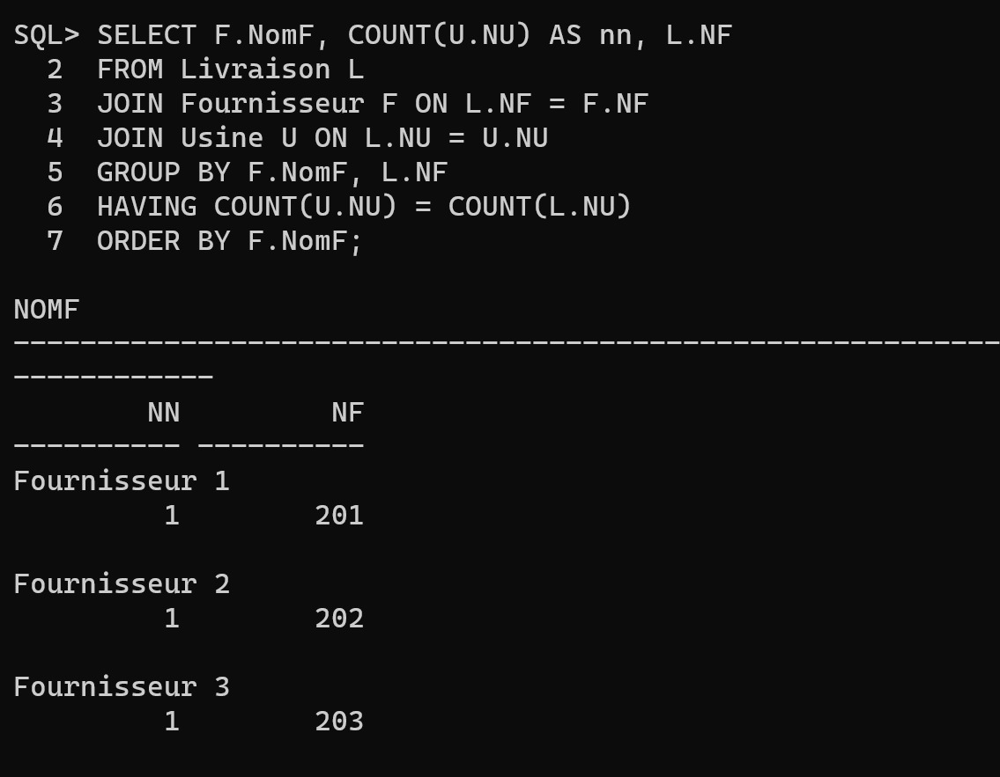 SQL> SELECT F.NomF, COUNT(U.NU) AS nn, L.NF
  2  FROM Livraison L
  3  JOIN Fournisseur F ON L.NF = F.NF
  4  JOIN Usine U ON L.NU = U.NU
  5  GROUP BY F.NomF, L.NF
  6  HAVING COUNT(U.NU) = COUNT(L.NU)
  7  ORDER BY F.NomF;

NOMF
-----------------------------------------------------------
------------
        NN         NF
---------- ----------
Fournisseur 1
         1        201

Fournisseur 2
         1        202

Fournisseur 3
         1        203